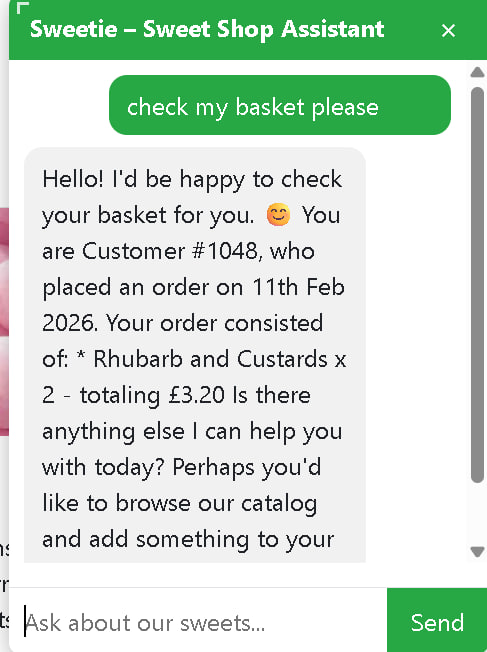 Sweetie – Sweet Shop Assistant ×
check my basket please
Hello! I'd be happy to check
your basket for you. 😊 You
are Customer #1048, who
placed an order on 11th Feb
2026. Your order consisted
of: * Rhubarb and Custards x
2 - totaling £3.20 Is there
anything else I can help you
with today? Perhaps you'd
like to browse our catalog
and add something to your
Ask about our sweets... Send